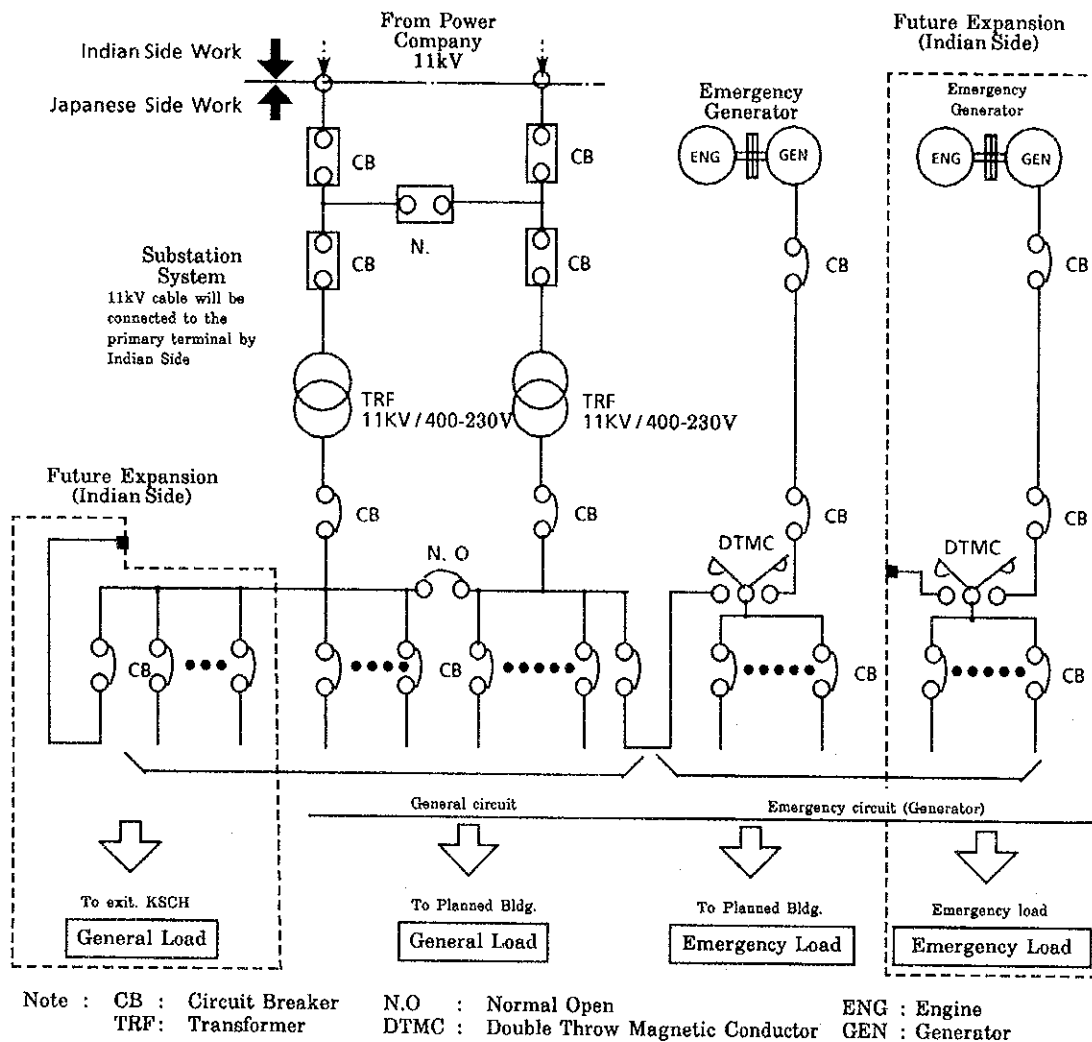 From Power
Company
11kV
Indian Side Work
Japanese Side Work
Future Expansion
(Indian Side)
Emergency
Generator
Emergency
Generator
ENG
GEN
ENG
GEN
CB
CB
N.
CB
CB
CB
CB
Substation
System
11kV cable will be
connected to the
primary terminal by
Indian Side
TRF
11KV / 400-230V
TRF
11KV / 400-230V
Future Expansion
(Indian Side)
CB
CB
CB
CB
N. O
DTMC
DTMC
CB
CB
CB
CB
General circuit
Emergency circuit (Generator)
To exit. KSCH
General Load
To Planned Bldg.
General Load
To Planned Bldg.
Emergency Load
Emergency load
Emergency Load
Note : CB : Circuit Breaker N.O : Normal Open ENG : Engine
TRF: Transformer DTMC : Double Throw Magnetic Conductor GEN : Generator